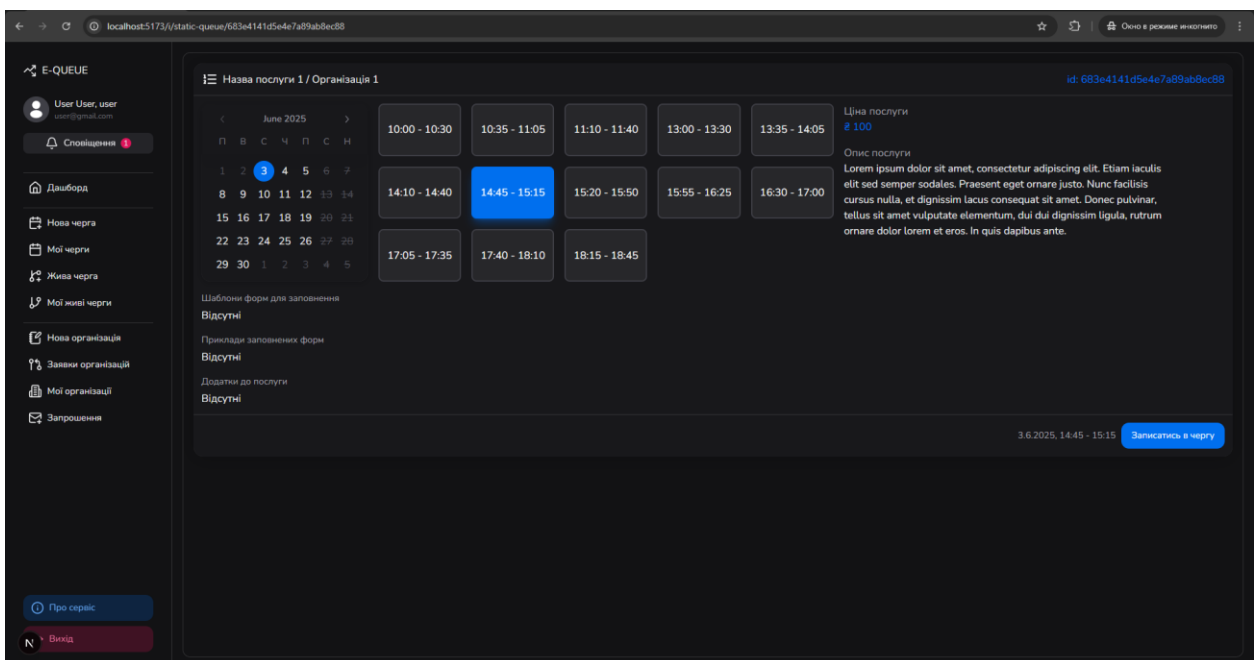 localhost:5173/i/static-queue/683e4141d5e4e7a89ab8ec88
Окно в режиме инкогнито
E-QUEUE
User User, user
user@gmail.com
Сповіщення 1
Дашборд
Нова черга
Мої черги
Жива черга
Мої живі черги
Нова організація
Заявки організацій
Мої організації
Запрошення
Про сервіс
N Вихід
Назва послуги 1 / Організація 1
id: 683e4141d5e4e7a89ab8ec88
June 2025
П В С Ч П С Н
1 2 3 4 5 6 7
8 9 10 11 12 13 14
15 16 17 18 19 20 21
22 23 24 25 26 27 28
29 30 1 2 3 4 5
10:00 - 10:30 10:35 - 11:05 11:10 - 11:40 13:00 - 13:30 13:35 - 14:05
14:10 - 14:40 14:45 - 15:15 15:20 - 15:50 15:55 - 16:25 16:30 - 17:00
17:05 - 17:35 17:40 - 18:10 18:15 - 18:45
Ціна послуги
₴ 100
Опис послуги
Lorem ipsum dolor sit amet, consectetur adipiscing elit. Etiam iaculis
elit sed semper sodales. Praesent eget ornare justo. Nunc facilisis
cursus nulla, et dignissim lacus consequat sit amet. Donec pulvinar,
tellus sit amet vulputate elementum, dui dui dignissim ligula, rutrum
ornare dolor lorem et eros. In quis dapibus ante.
Шаблони форм для заповнення
Відсутні
Приклади заповнених форм
Відсутні
Додатки до послуги
Відсутні
3.6.2025, 14:45 - 15:15 Записатись в чергу